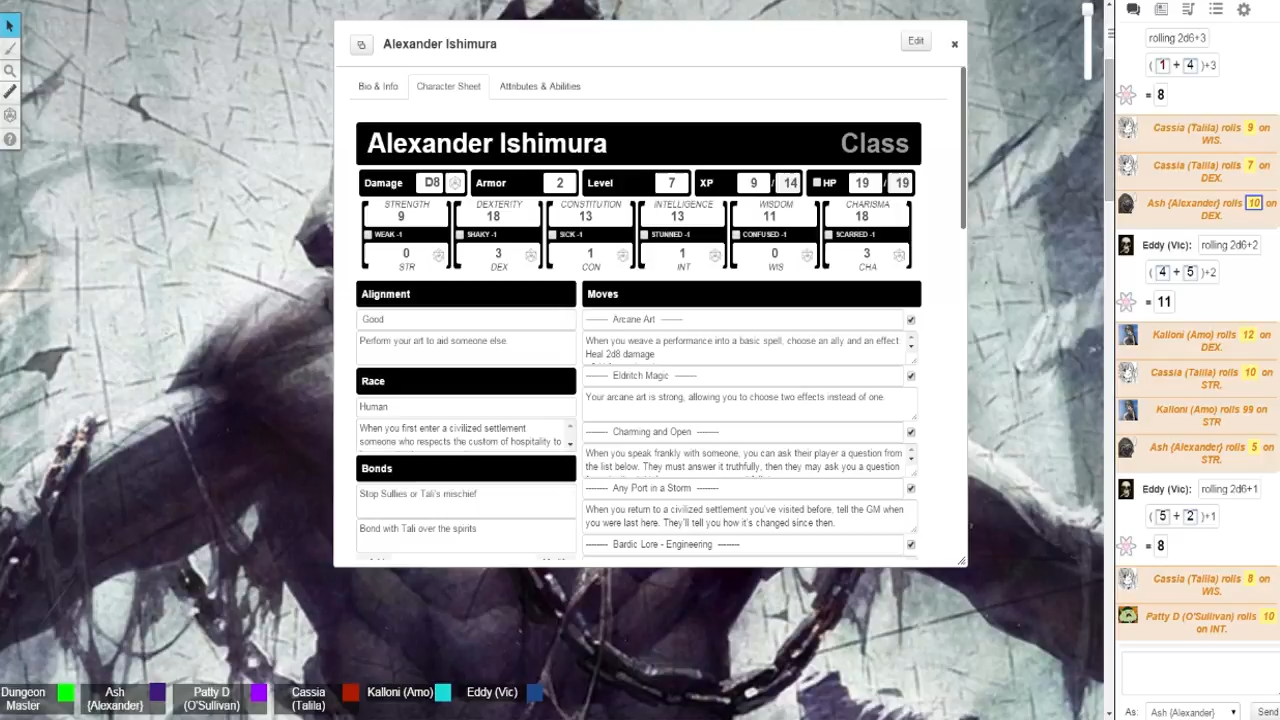 Alexander Ishimura
Edit
Bio & Info
Character Sheet
Attributes & Abilities
Alexander Ishimura
Class
Damage D8
Armor 2
Level 7
XP 9 / 14
HP 19 / 19
STRENGTH
9
WEAK -1
0
STR
DEXTERITY
18
SHAKY -1
3
DEX
CONSTITUTION
13
SICK -1
1
CON
INTELLIGENCE
13
STUNNED -1
1
INT
WISDOM
11
CONFUSED -1
0
WIS
CHARISMA
18
SCARRED -1
3
CHA
Alignment
Good
Perform your art to aid someone else.
Race
Human
When you first enter a civilized settlement
someone who respects the custom of hospitality to
Bonds
Stop Sullies or Tali's mischief
Bond with Tali over the spirits
Moves
-------- Arcane Art --------
When you weave a performance into a basic spell, choose an ally and an effect
Heal 2d8 damage
-------- Eldritch Magic --------
Your arcane art is strong, allowing you to choose two effects instead of one.
-------- Charming and Open --------
When you speak frankly with someone, you can ask their player a question from
the list below. They must answer it truthfully, then they may ask you a question
-------- Any Port in a Storm --------
When you return to a civilized settlement you've visited before, tell the GM when
you were last here. They'll tell you how it's changed since then.
-------- Bardic Lore - Engineering --------
rolling 2d6+3
( 1 + 4 )+3
= 8
Cassia (Talila) rolls 9 on
WIS.
Cassia (Talila) rolls 7 on
DEX.
Ash {Alexander} rolls 10 on
DEX.
Eddy (Vic): rolling 2d6+2
( 4 + 5 )+2
= 11
Kalloni (Amo) rolls 12 on
DEX.
Cassia (Talila) rolls 10 on
STR.
Kalloni (Amo) rolls 99 on
STR
Ash {Alexander} rolls 5 on
STR.
Eddy (Vic): rolling 2d6+1
( 5 + 2 )+1
= 8
Cassia (Talila) rolls 8 on
WIS.
Patty D (O'Sullivan) rolls 10
on INT.
As: Ash {Alexander} Send
Dungeon
Master
Ash
{Alexander}
Patty D
(O'Sullivan)
Cassia
(Talila)
Kalloni (Amo)
Eddy (Vic)